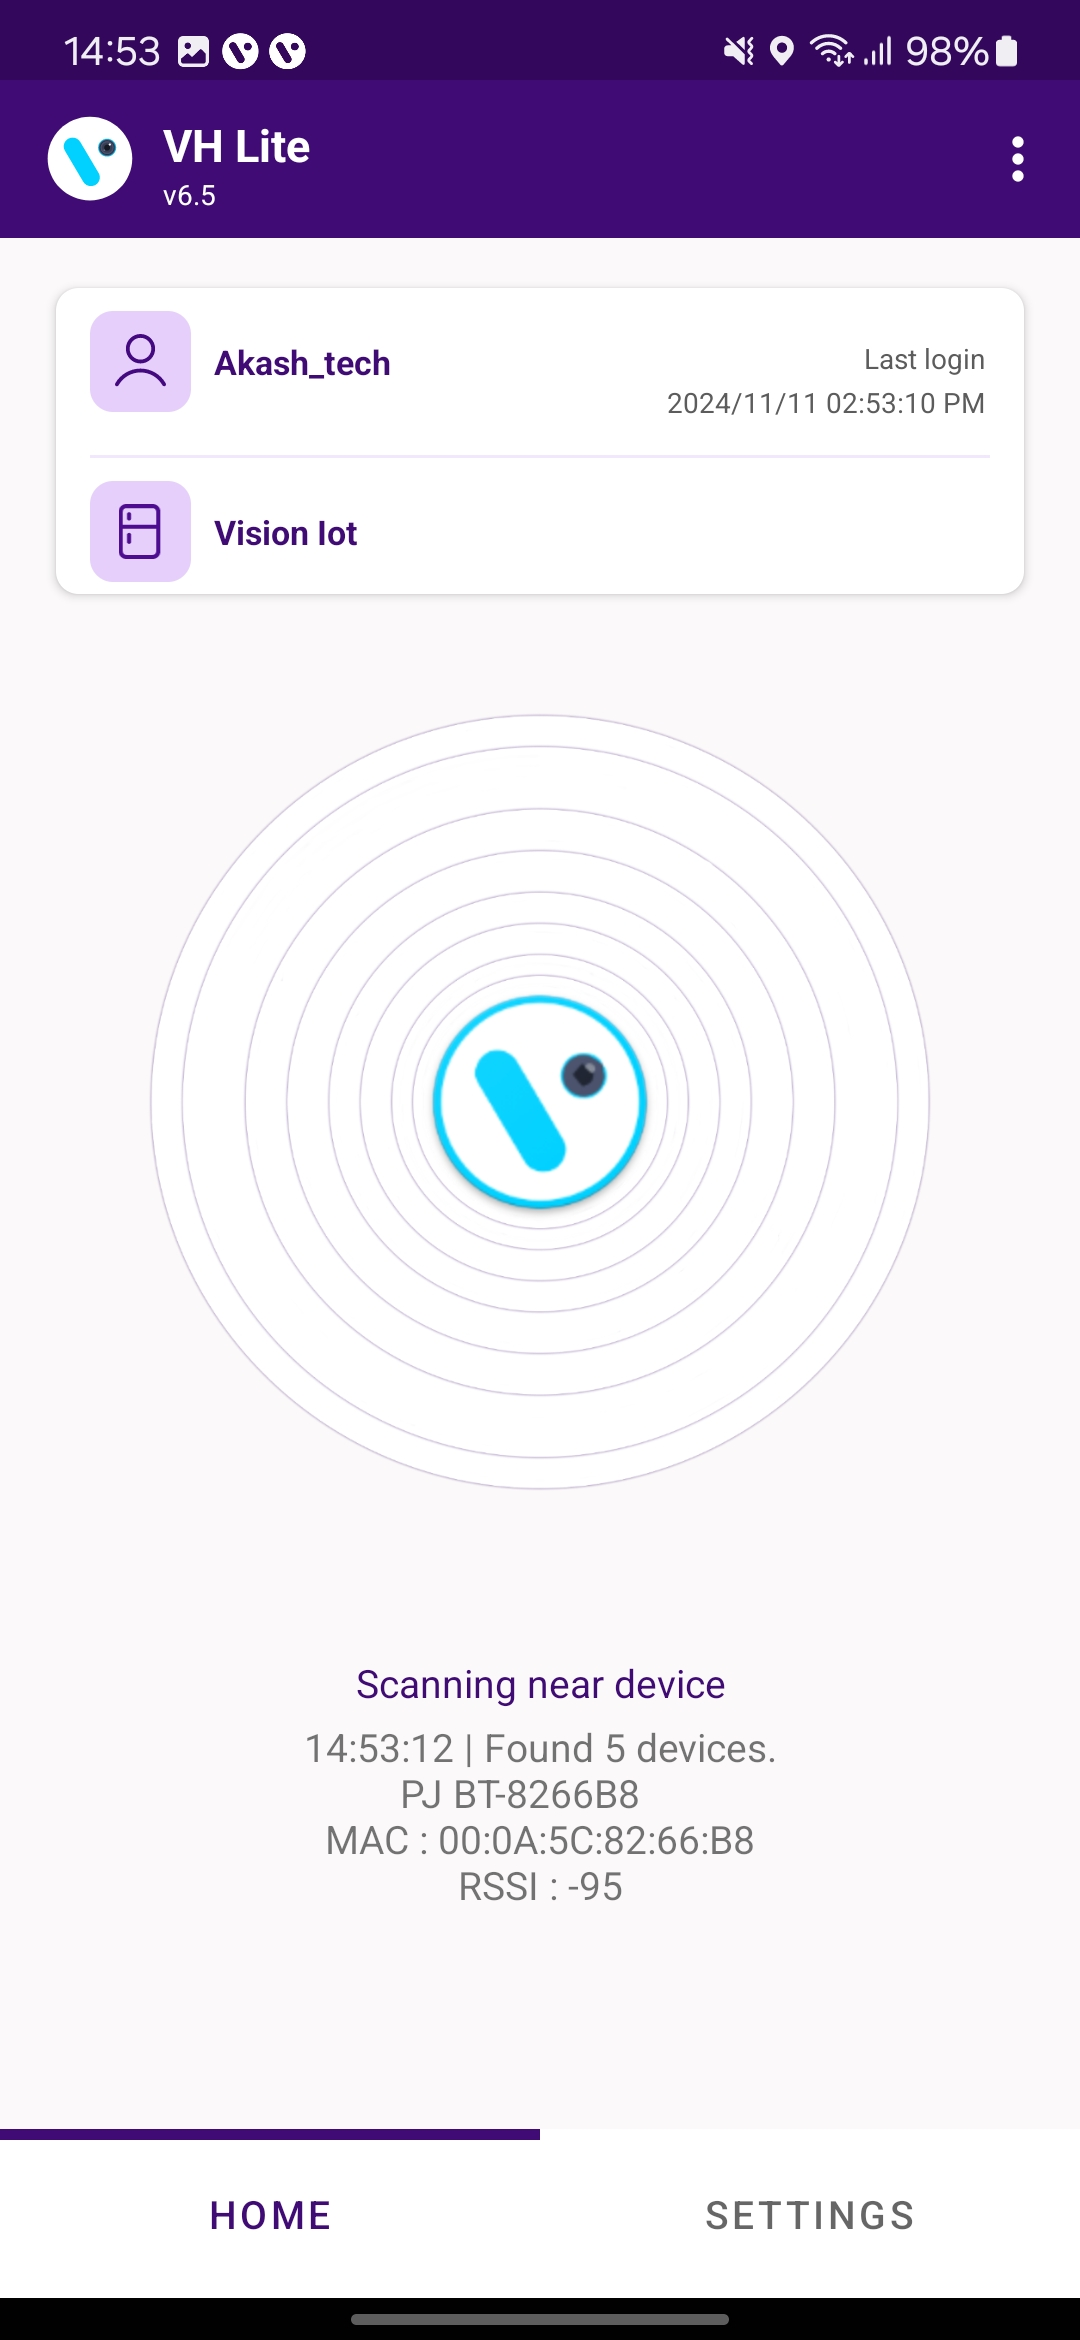 14:53
98%
VH Lite
v6.5
Akash_tech
Last login
2024/11/11 02:53:10 PM
Vision Iot
Scanning near device
14:53:12 | Found 5 devices.
PJ BT-8266B8
MAC : 00:0A:5C:82:66:B8
RSSI : -95
HOME
SETTINGS